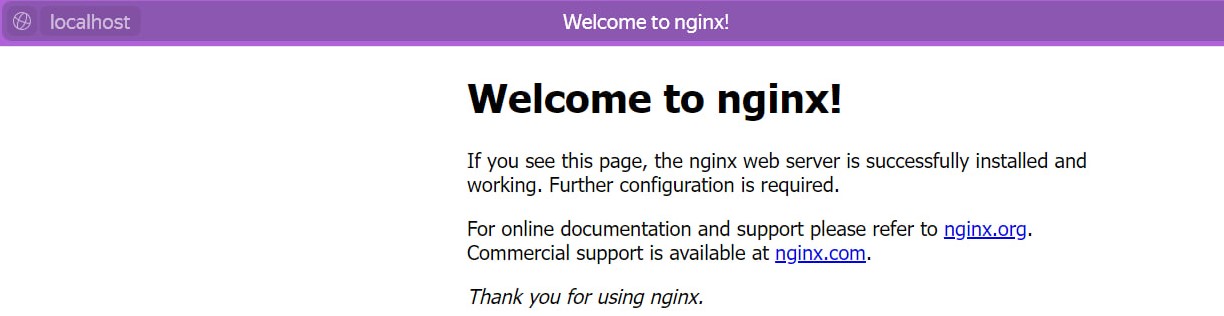 localhost
Welcome to nginx!
Welcome to nginx!
If you see this page, the nginx web server is successfully installed and
working. Further configuration is required.
For online documentation and support please refer to nginx.org.
Commercial support is available at nginx.com.
Thank you for using nginx.